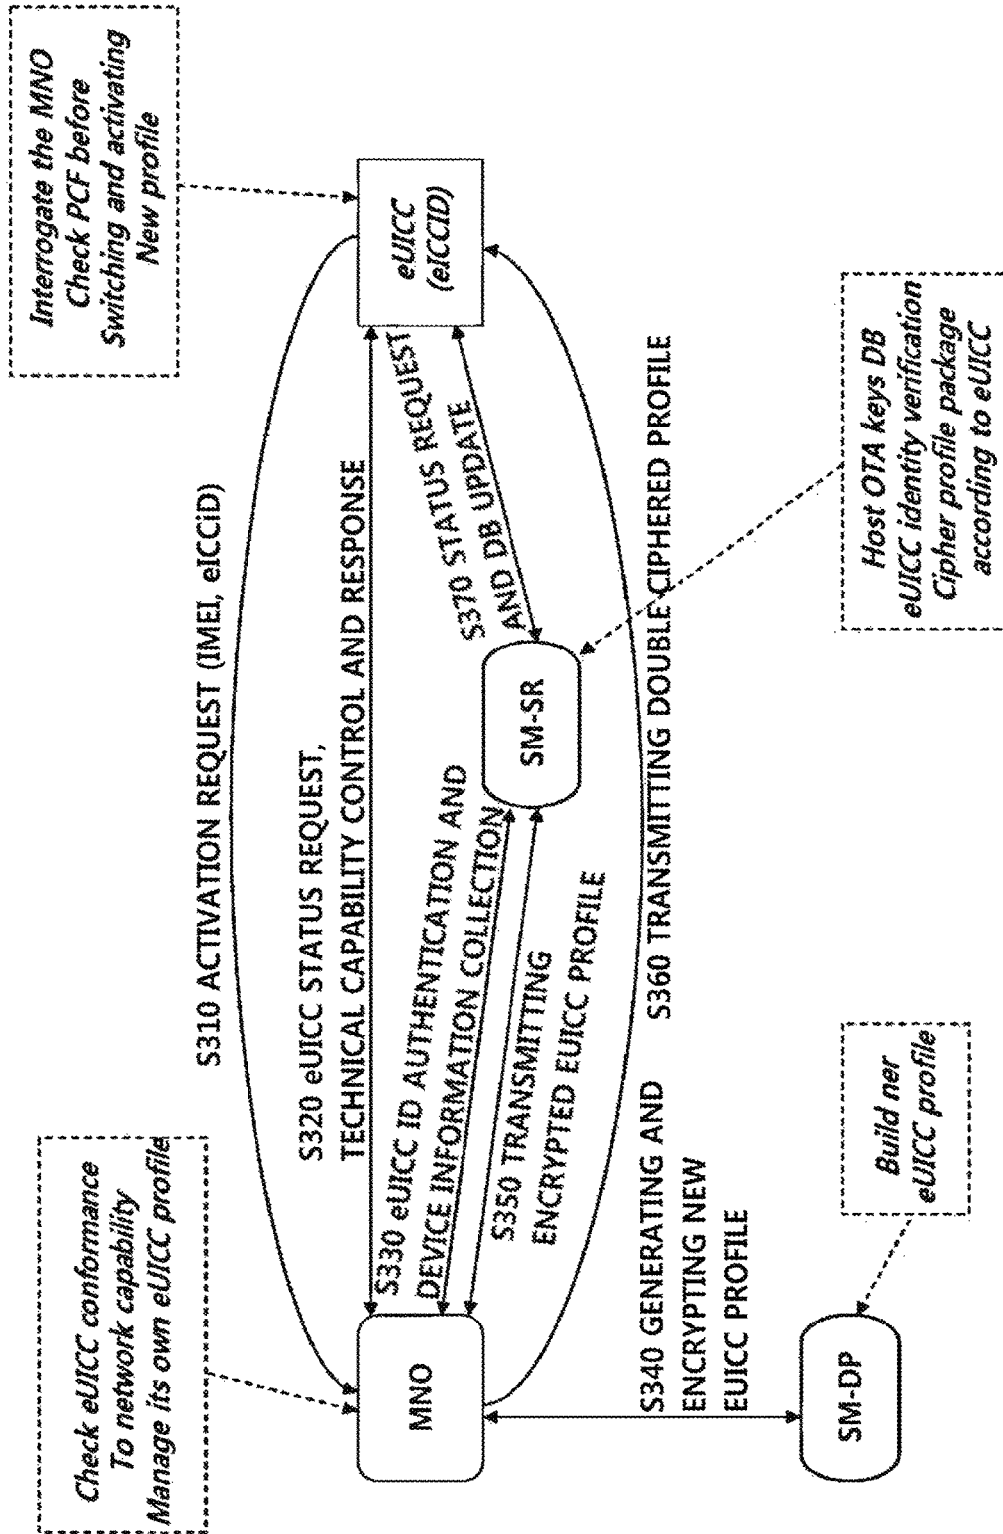 Check eUICC conformance
To network capability
Manage its own eUICC profile
Interrogate the MNO
Check PCF before
Switching and activating
New profile
S310 ACTIVATION REQUEST (IMEI, eICCiD)
S320 eUICC STATUS REQUEST,
TECHNICAL CAPABILITY CONTROL AND RESPONSE
MNO
eUICC
(eICCID)
S330 eUICC ID AUTHENTICATION AND
DEVICE INFORMATION COLLECTION
S370 STATUS REQUEST
AND DB UPDATE
SM-SR
S350 TRANSMITTING
ENCRYPTED EUICC PROFILE
S360 TRANSMITTING DOUBLE CIPHERED PROFILE
S340 GENERATING AND
ENCRYPTING NEW
EUICC PROFILE
SM-DP
Build ner
eUICC profile
Host OTA keys DB
eUICC identity verification
Cipher profile package
according to eUICC